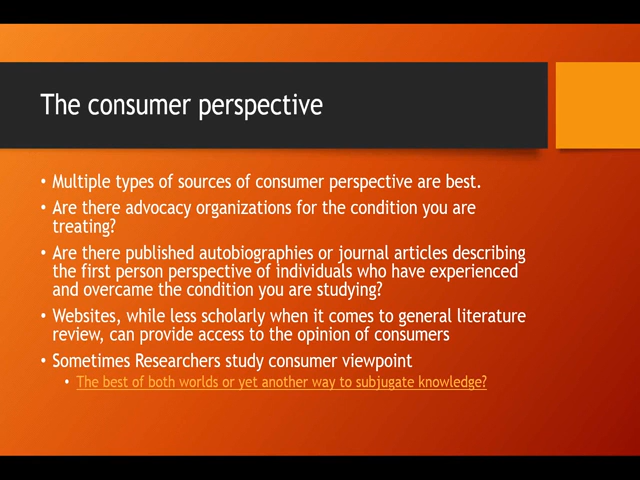 The consumer perspective
• Multiple types of sources of consumer perspective are best.
• Are there advocacy organizations for the condition you are
treating?
• Are there published autobiographies or journal articles describing
the first person perspective of individuals who have experienced
and overcame the condition you are studying?
• Websites, while less scholarly when it comes to general literature
review, can provide access to the opinion of consumers
• Sometimes Researchers study consumer viewpoint
• The best of both worlds or yet another way to subjugate knowledge?